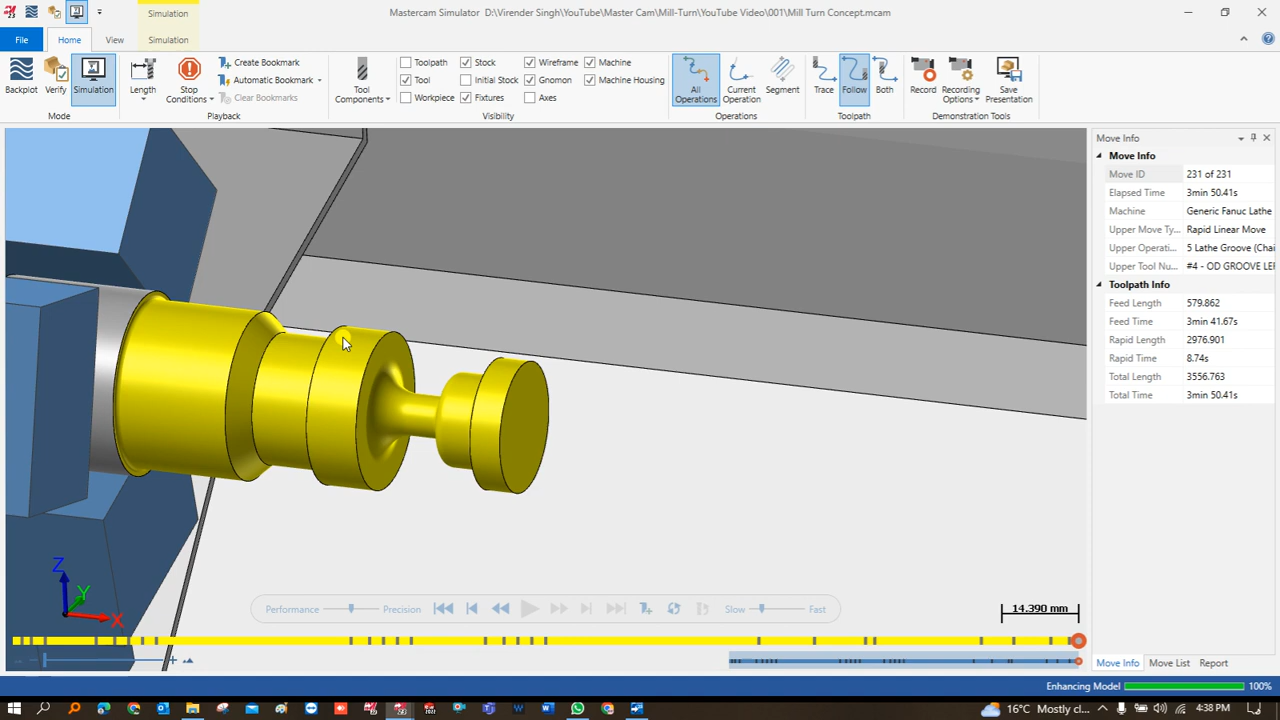 Simulation
Mastercam Simulator  D:\Virender Singh\YouTube\Master Cam\Mill-Turn\YouTube Video\001\Mill Turn Concept.mcam
File
Home
View
Simulation
Backplot
Verify
Simulation
Mode
Length
Stop Conditions
Create Bookmark
Automatic Bookmark
Clear Bookmarks
Playback
Tool Components
Toolpath
Tool
Workpiece
Stock
Initial Stock
Fixtures
Wireframe
Gnomon
Axes
Machine
Machine Housing
Visibility
All Operations
Current Operation
Segment
Operations
Trace
Follow
Both
Toolpath
Record
Recording Options
Save Presentation
Demonstration Tools
Move Info
Move Info
Move ID 231 of 231
Elapsed Time 3min 50.41s
Machine Generic Fanuc Lathe
Upper Move Ty... Rapid Linear Move
Upper Operati... 5 Lathe Groove (Chai
Upper Tool Nu... #4 - OD GROOVE LEF
Toolpath Info
Feed Length 579.862
Feed Time 3min 41.67s
Rapid Length 2976.901
Rapid Time 8.74s
Total Length 3556.763
Total Time 3min 50.41s
Z
Y
X
Performance
Precision
Slow
Fast
14.390 mm
Move Info
Move List
Report
Enhancing Model
100%
16°C Mostly cl...
4:38 PM